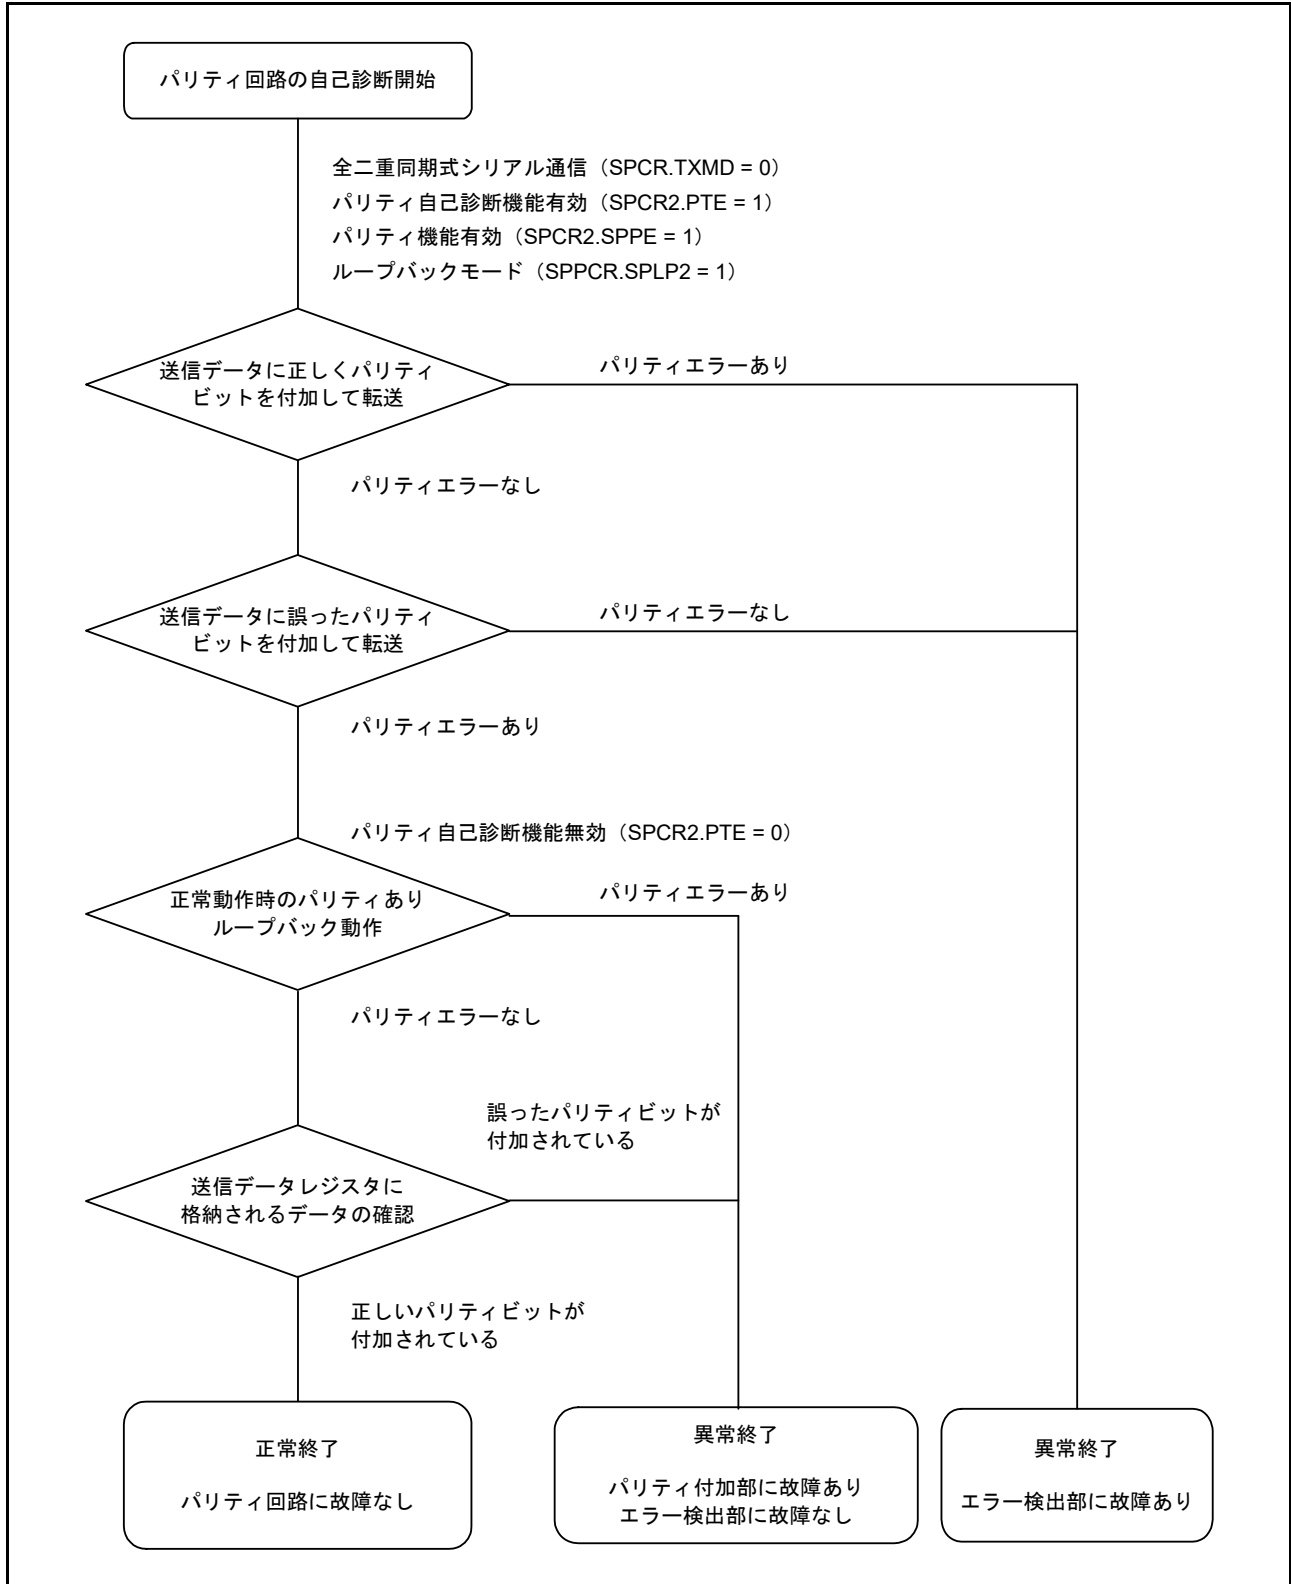 パリティ回路の自己診断開始
全二重同期式シリアル通信（SPCR.TXMD = 0）
パリティ自己診断機能有効（SPCR2.PTE = 1）
パリティ機能有効（SPCR2.SPPE = 1）
ループバックモード（SPPCR.SPLP2 = 1）
送信データに正しくパリティ
ビットを付加して転送
パリティエラーあり
パリティエラーなし
送信データに誤ったパリティ
ビットを付加して転送
パリティエラーなし
パリティエラーあり
パリティ自己診断機能無効（SPCR2.PTE = 0）
正常動作時のパリティあり
ループバック動作
パリティエラーあり
パリティエラーなし
誤ったパリティビットが
付加されている
送信データレジスタに
格納されるデータの確認
正しいパリティビットが
付加されている
正常終了
パリティ回路に故障なし
異常終了
パリティ付加部に故障あり
エラー検出部に故障なし
異常終了
エラー検出部に故障あり